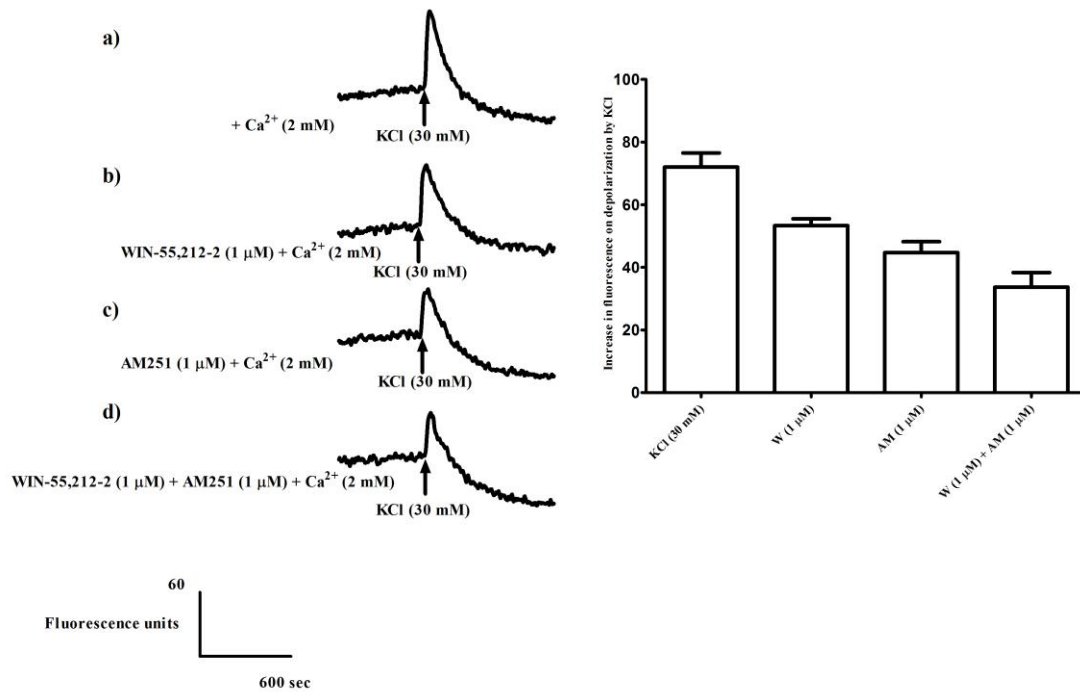 a)
+ Ca²⁺ (2 mM)
KCl (30 mM)
b)
WIN-55,212-2 (1 µM) + Ca²⁺ (2 mM)
KCl (30 mM)
c)
AM251 (1 µM) + Ca²⁺ (2 mM)
KCl (30 mM)
d)
WIN-55,212-2 (1 µM) + AM251 (1 µM) + Ca²⁺ (2 mM)
KCl (30 mM)
60
Fluorescence units
600 sec
Increase in fluorescence on depolarization by KCl
100
80
60
40
20
0
KCl (30 mM)
W (1 µM)
AM (1 µM)
W (1 µM) + AM (1 µM)